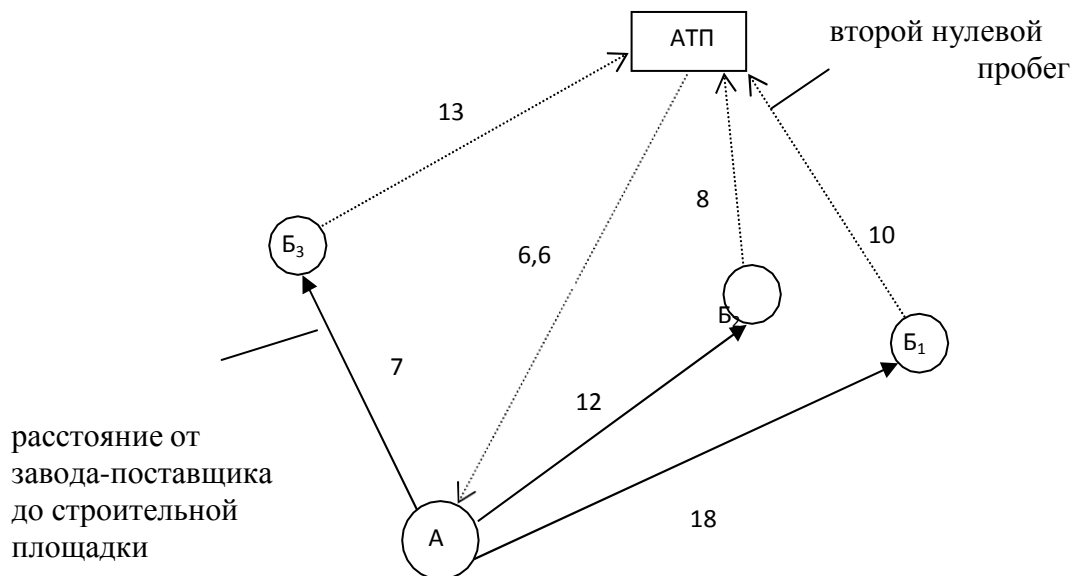 АТП
второй нулевой
пробег
13
8
10
6,6
Б₃
Б₂
Б₁
7
12
расстояние от
завода-поставщика
до строительной
площадки
18
А